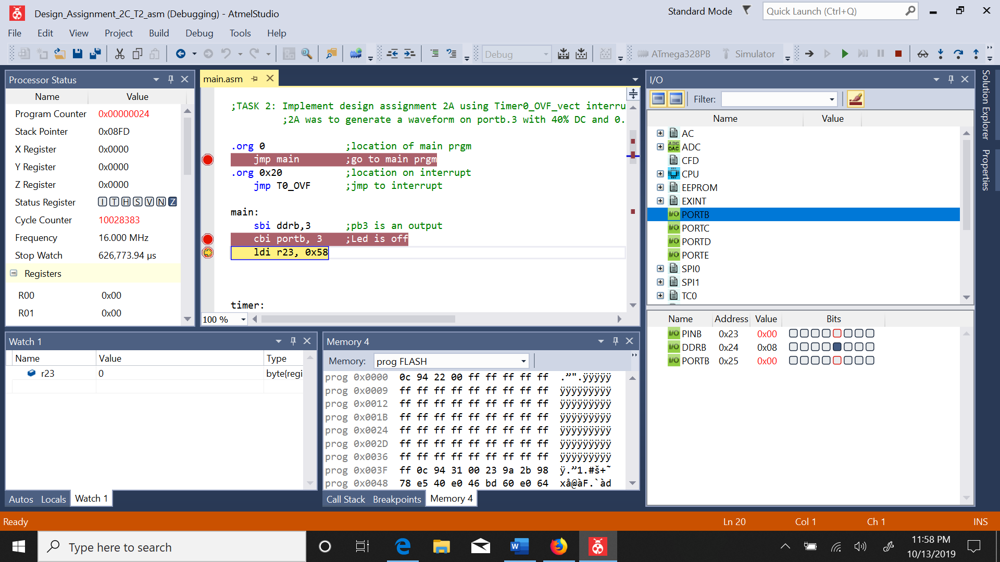 Design_Assignment_2C_T2_asm (Debugging) - AtmelStudio
Standard Mode
Quick Launch (Ctrl+Q)
File Edit View Project Build Debug Tools Help
Debug
ATmega328PB
Simulator
Processor Status
Name Value
Program Counter 0x00000024
Stack Pointer 0x08FD
X Register 0x0000
Y Register 0x0000
Z Register 0x0000
Status Register I T H S V N Z
Cycle Counter 10028383
Frequency 16.000 MHz
Stop Watch 626,773.94 µs
Registers
R00 0x00
R01 0x00
main.asm
;TASK 2: Implement design assignment 2A using Timer0_OVF_vect interru
;2A was to generate a waveform on portb.3 with 40% DC and 0.
.org 0 ;location of main prgm
jmp main ;go to main prgm
.org 0x20 ;location on interrupt
jmp T0_OVF ;jmp to interrupt
main:
sbi ddrb,3 ;pb3 is an output
cbi portb, 3 ;Led is off
ldi r23, 0x58
timer:
100 %
I/O
Filter:
Name Value
AC
ADC
CFD
CPU
EEPROM
EXINT
I/O PORTB
I/O PORTC
I/O PORTD
I/O PORTE
SPI0
SPI1
TC0
Name Address Value Bits
I/O PINB 0x23 0x00
I/O DDRB 0x24 0x08
I/O PORTB 0x25 0x00
Solution Explorer
Properties
Watch 1
Name Value Type
r23 0 byte{regi
Autos Locals Watch 1
Memory 4
Memory: prog FLASH
prog 0x0000 0c 94 22 00 ff ff ff ff ff .”".ÿÿÿÿÿ
prog 0x0009 ff ff ff ff ff ff ff ff ff ÿÿÿÿÿÿÿÿÿ
prog 0x0012 ff ff ff ff ff ff ff ff ff ÿÿÿÿÿÿÿÿÿ
prog 0x001B ff ff ff ff ff ff ff ff ff ÿÿÿÿÿÿÿÿÿ
prog 0x0024 ff ff ff ff ff ff ff ff ff ÿÿÿÿÿÿÿÿÿ
prog 0x002D ff ff ff ff ff ff ff ff ff ÿÿÿÿÿÿÿÿÿ
prog 0x0036 ff ff ff ff ff ff ff ff ff ÿÿÿÿÿÿÿÿÿ
prog 0x003F ff 0c 94 31 00 23 9a 2b 98 ÿ.”1.#š+˜
prog 0x0048 78 e5 40 e0 46 bd 60 e0 64 xå@àF.`àd
Call Stack Breakpoints Memory 4
Ready
Ln 20 Col 1 Ch 1 INS
Type here to search
11:58 PM
10/13/2019